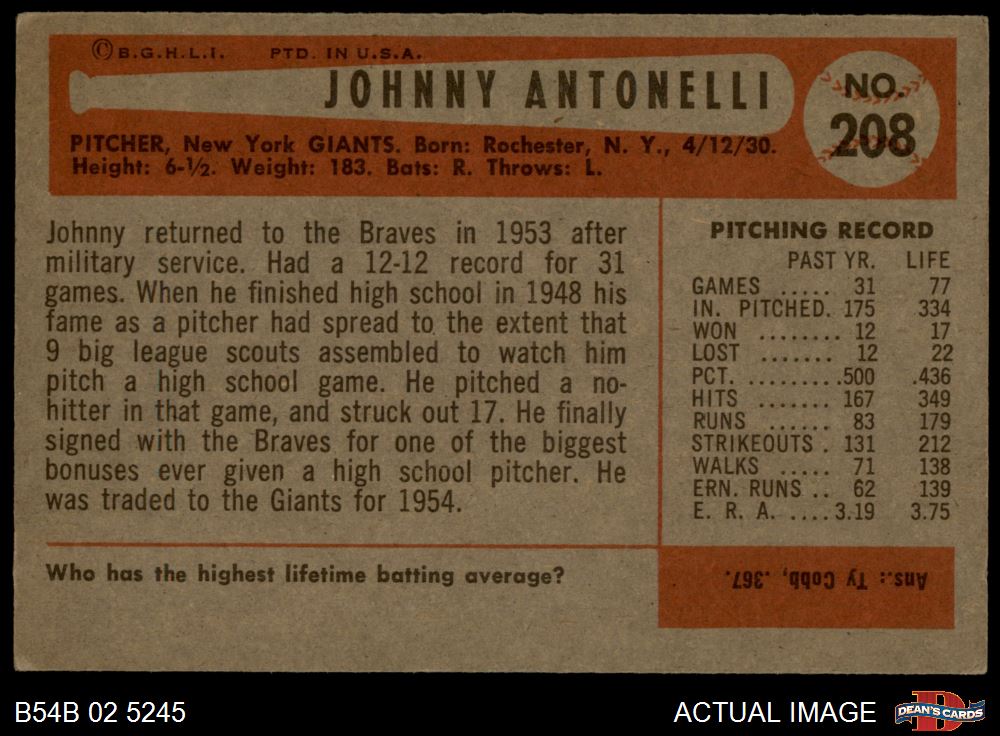 ©B.G.H.L.I. PTD. IN U.S.A.
JOHNNY ANTONELLI
NO.
208
PITCHER, New York GIANTS. Born: Rochester, N. Y., 4/12/30.
Height: 6-½. Weight: 183. Bats: R. Throws: L.
Johnny returned to the Braves in 1953 after
military service. Had a 12-12 record for 31
games. When he finished high school in 1948 his
fame as a pitcher had spread to the extent that
9 big league scouts assembled to watch him
pitch a high school game. He pitched a no-
hitter in that game, and struck out 17. He finally
signed with the Braves for one of the biggest
bonuses ever given a high school pitcher. He
was traded to the Giants for 1954.
PITCHING RECORD
PAST YR. LIFE
GAMES ..... 31 77
IN. PITCHED. 175 334
WON ........ 12 17
LOST ....... 12 22
PCT. .........500 .436
HITS ....... 167 349
RUNS ...... 83 179
STRIKEOUTS . 131 212
WALKS ..... 71 138
ERN. RUNS .. 62 139
E. R. A. ....3.19 3.75
Who has the highest lifetime batting average?
Ans.: Ty Cobb, .367.
B54B 02 5245
ACTUAL IMAGE
D
DEAN'S CARDS